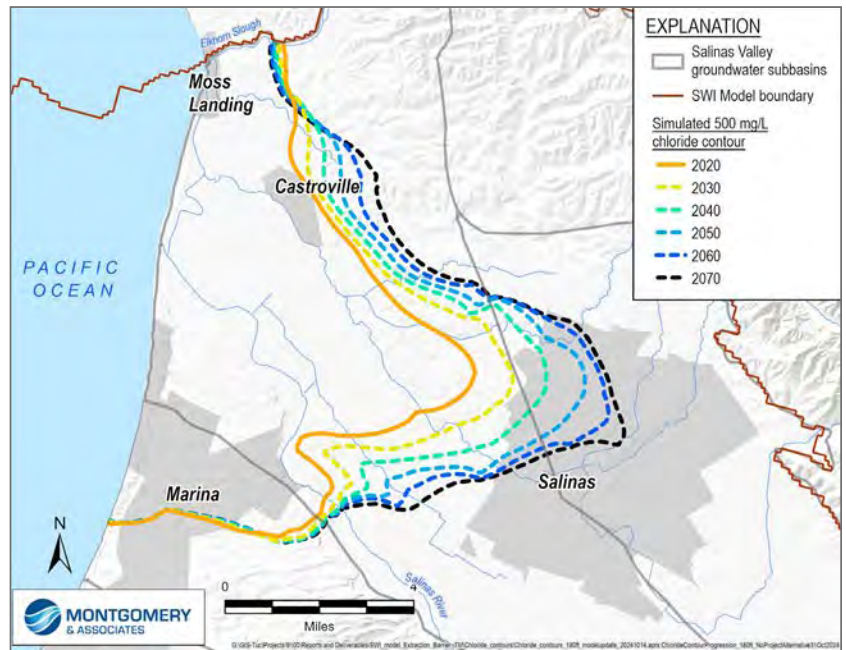 Elkhorn Slough
Moss
Landing
Castroville
PACIFIC
OCEAN
Marina
Salinas
Salinas River
N
0
4
Miles
EXPLANATION
Salinas Valley
groundwater subbasins
SWI Model boundary
Simulated 500 mg/L
chloride contour
2020
2030
2040
2050
2060
2070
MONTGOMERY
& ASSOCIATES